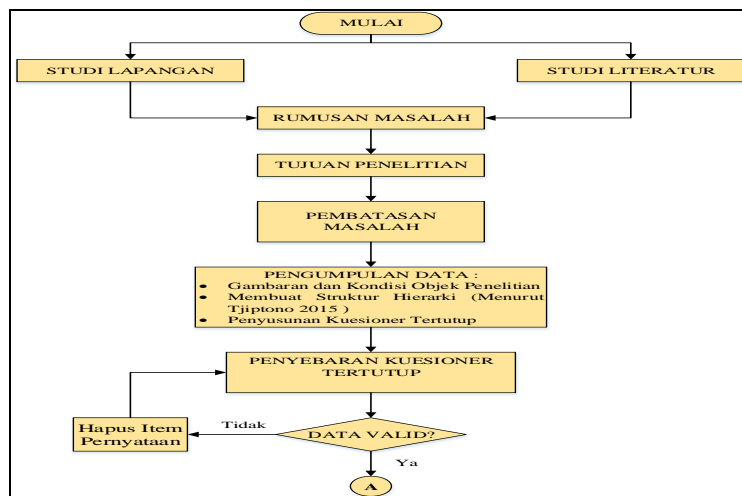 MULAI
STUDI LAPANGAN
STUDI LITERATUR
RUMUSAN MASALAH
TUJUAN PENELITIAN
PEMBATASAN
MASALAH
PENGUMPULAN DATA :
• Gambaran dan Kondisi Objek Penelitian
• Membuat Struktur Hierarki (Menurut
Tjiptono 2015 )
• Penyusunan Kuesioner Tertutup
PENYEBARAN KUESIONER
TERTUTUP
Hapus Item
Pernyataan
Tidak
DATA VALID?
Ya
A